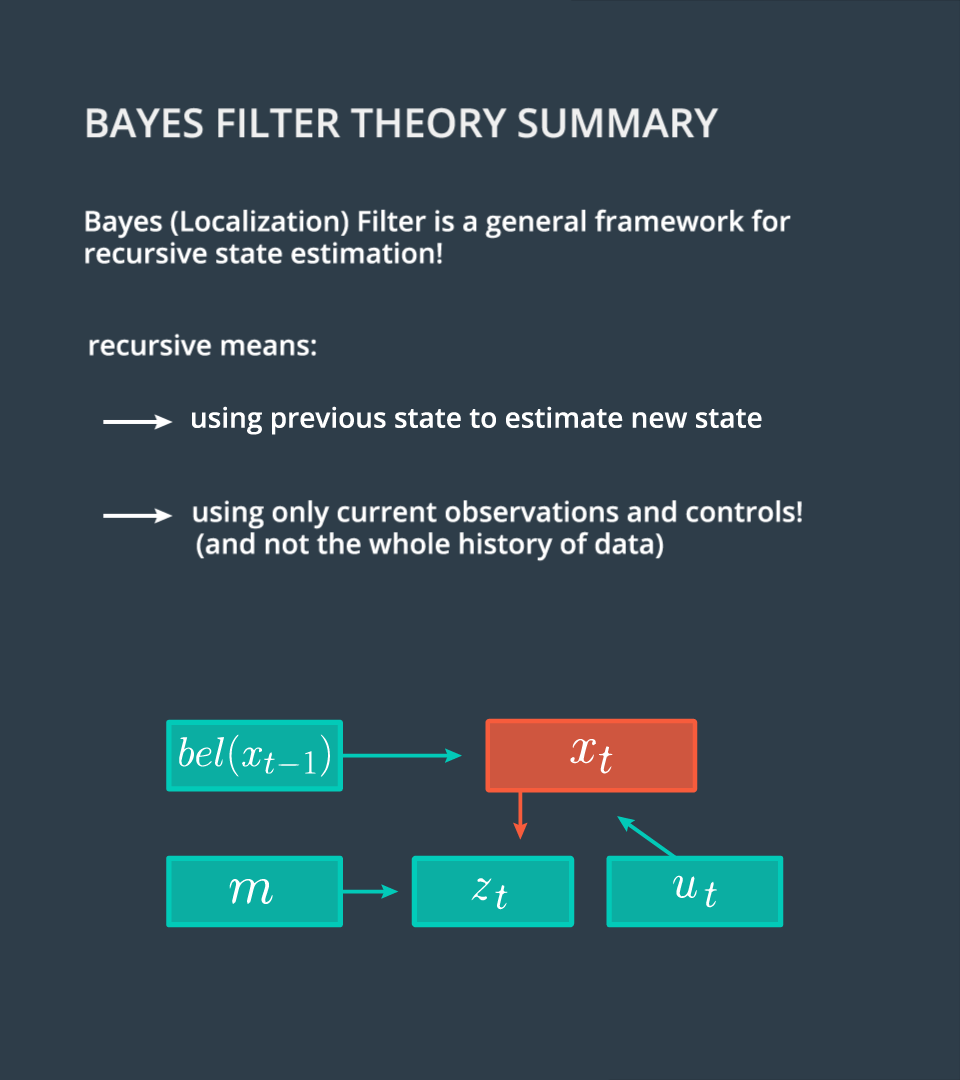 BAYES FILTER THEORY SUMMARY
Bayes (Localization) Filter is a general framework for
recursive state estimation!
recursive means:
using previous state to estimate new state
using only current observations and controls!
(and not the whole history of data)
bel(x_{t-1})
x_t
m
z_t
u_t